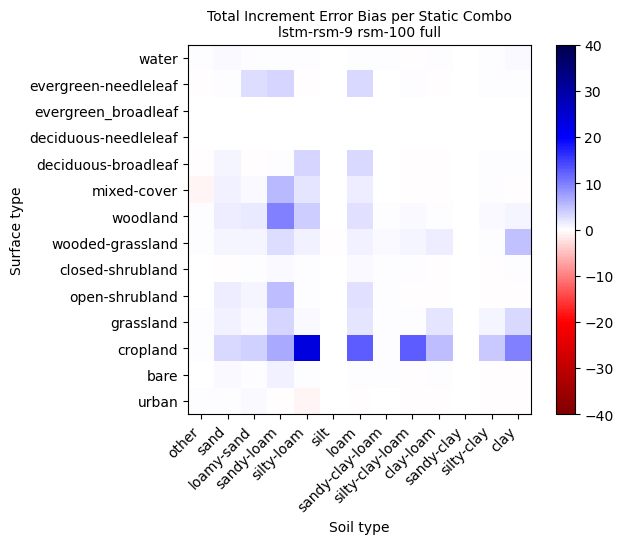 Total Increment Error Bias per Static Combo
lstm-rsm-9 rsm-100 full
water
evergreen-needleleaf
evergreen_broadleaf
deciduous-needleleaf
deciduous-broadleaf
mixed-cover
woodland
wooded-grassland
closed-shrubland
open-shrubland
grassland
cropland
bare
urban
Surface type
other
sand
loamy-sand
sandy-loam
silty-loam
silt
loam
sandy-clay-loam
silty-clay-loam
clay-loam
sandy-clay
silty-clay
clay
Soil type
40
30
20
10
0
−10
−20
−30
−40